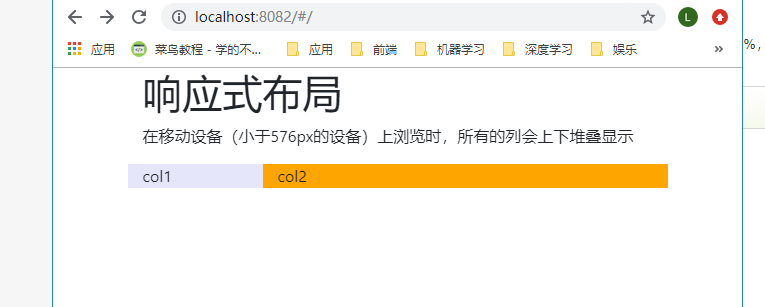 localhost:8082/#/
L
应用 菜鸟教程 - 学的不... 应用 前端 机器学习 深度学习 娱乐 »
%，
响应式布局
在移动设备（小于576px的设备）上浏览时，所有的列会上下堆叠显示
col1 col2